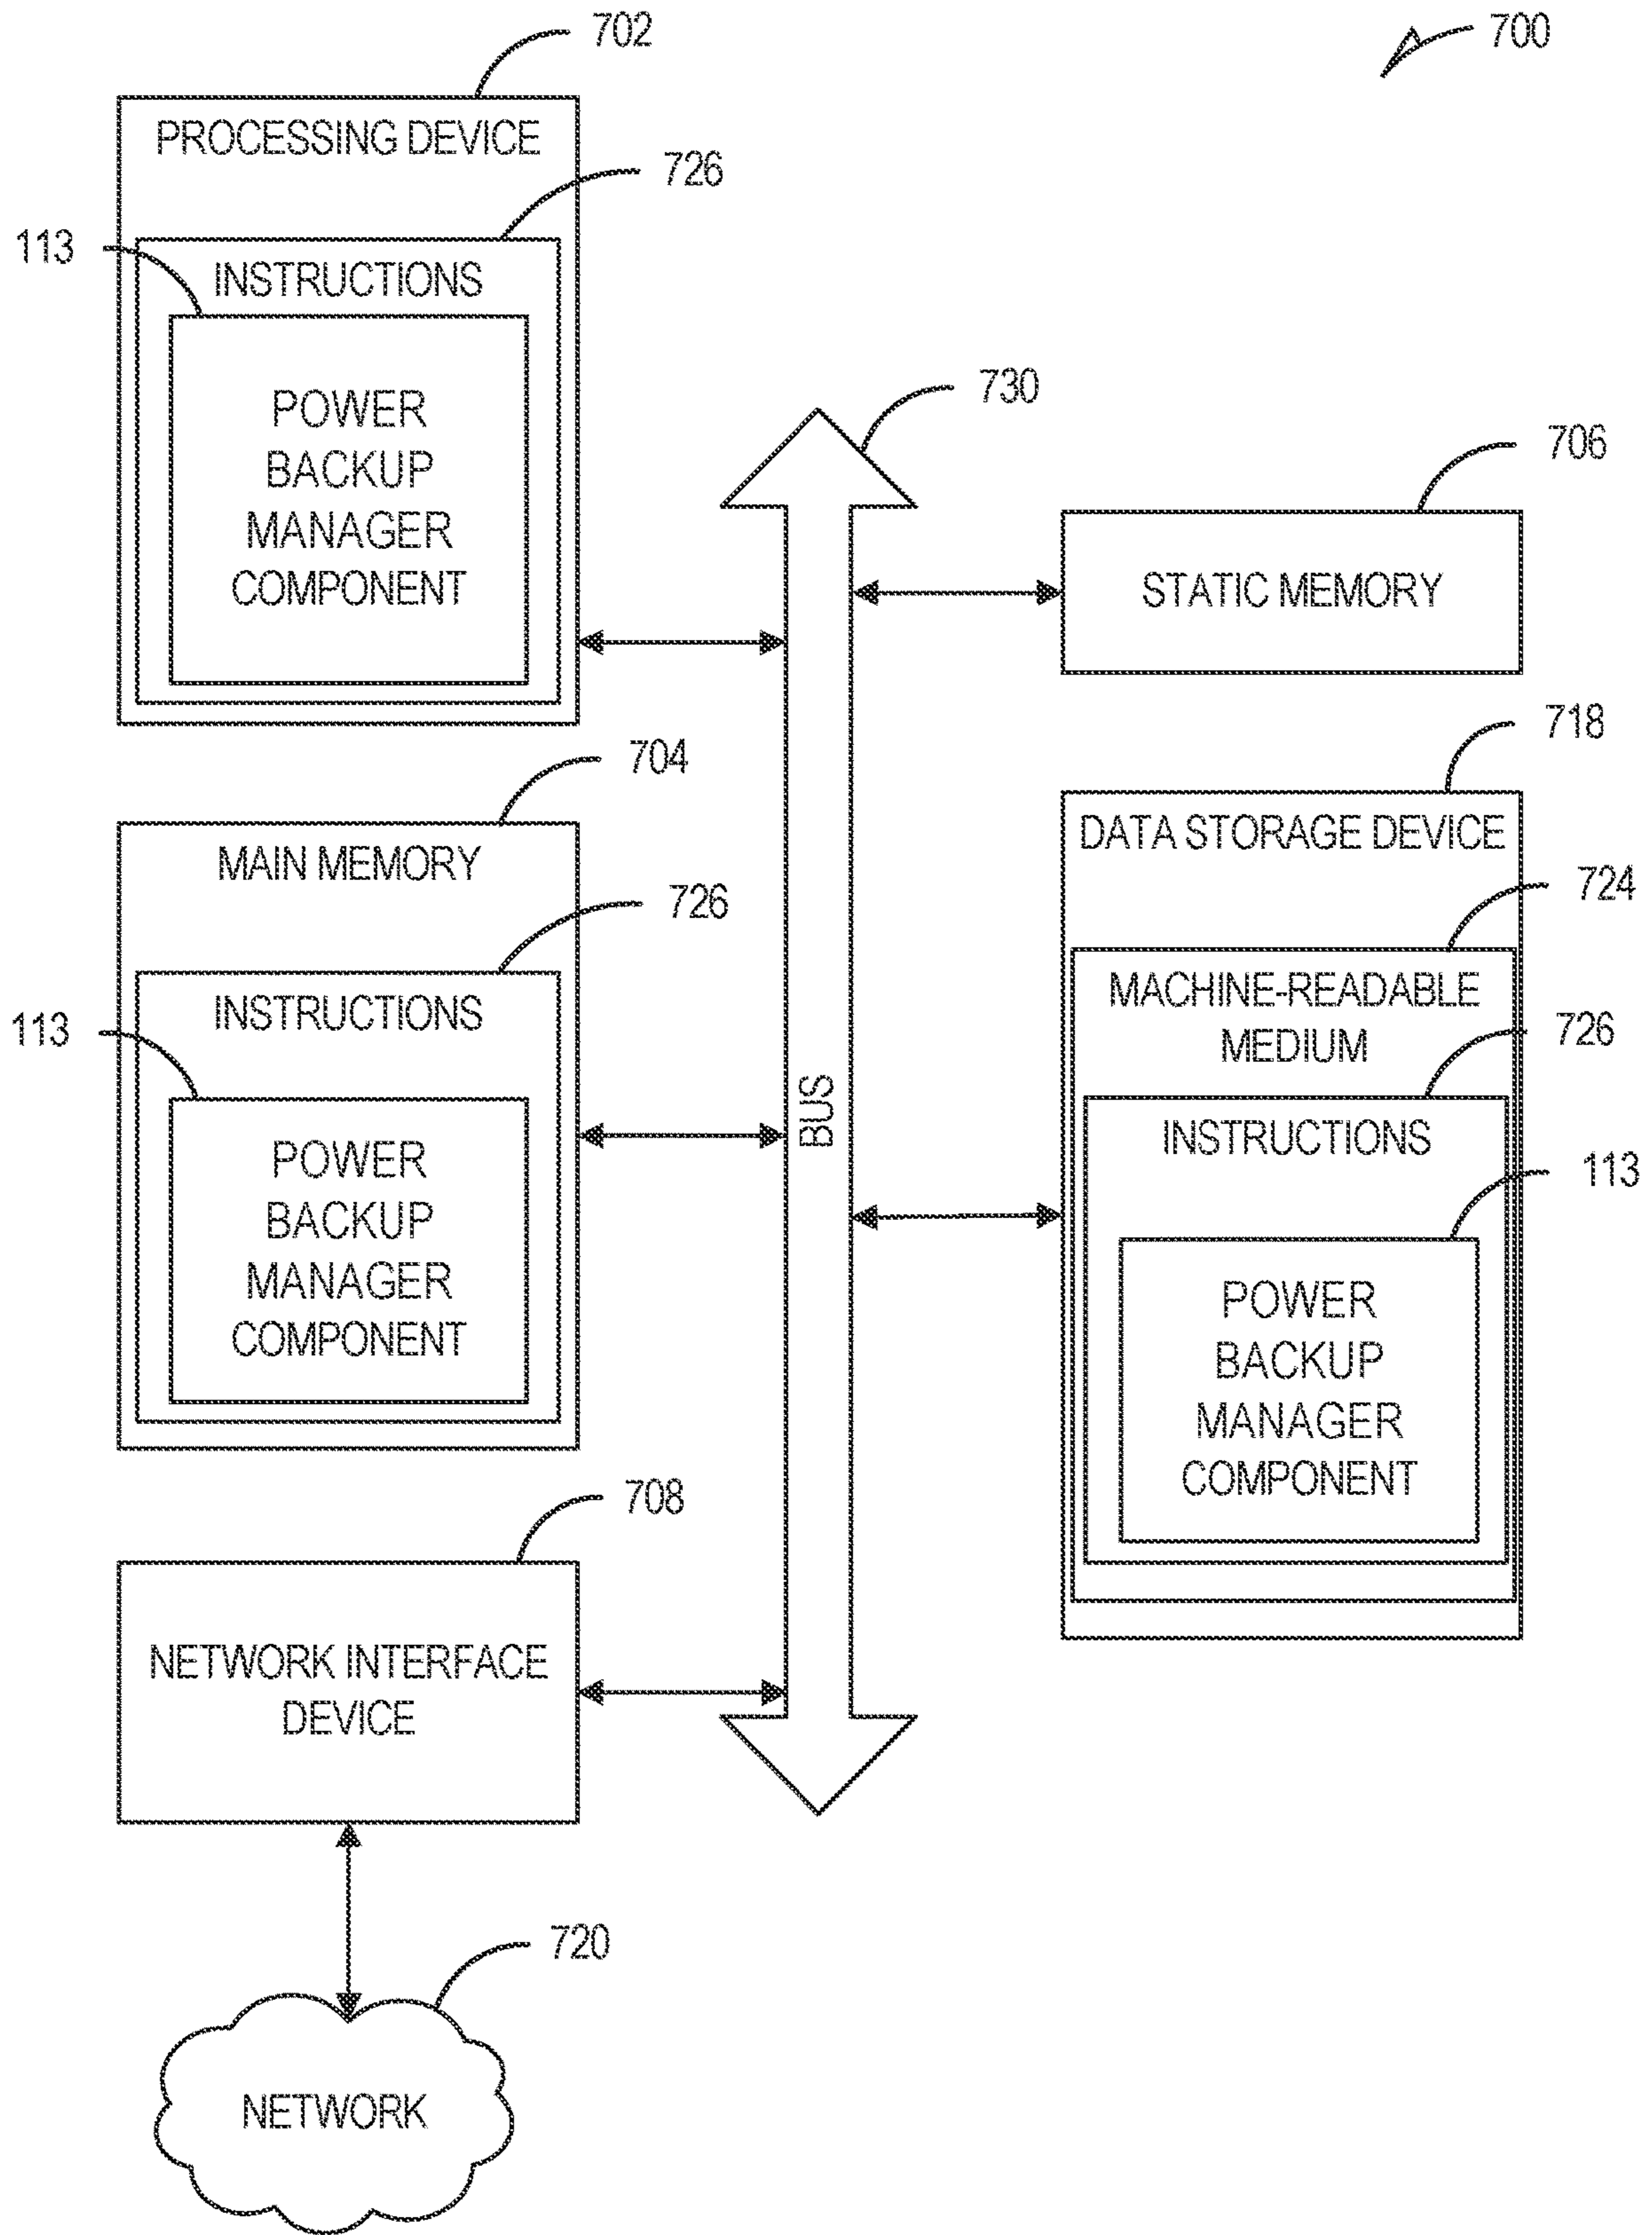 702
700
PROCESSING DEVICE
726
113
INSTRUCTIONS
POWER
BACKUP
MANAGER
COMPONENT
730
706
STATIC MEMORY
704
MAIN MEMORY
726
INSTRUCTIONS
113
POWER
BACKUP
MANAGER
COMPONENT
BUS
718
DATA STORAGE DEVICE
724
MACHINE-READABLE
MEDIUM
726
INSTRUCTIONS
113
POWER
BACKUP
MANAGER
COMPONENT
708
NETWORK INTERFACE
DEVICE
720
NETWORK